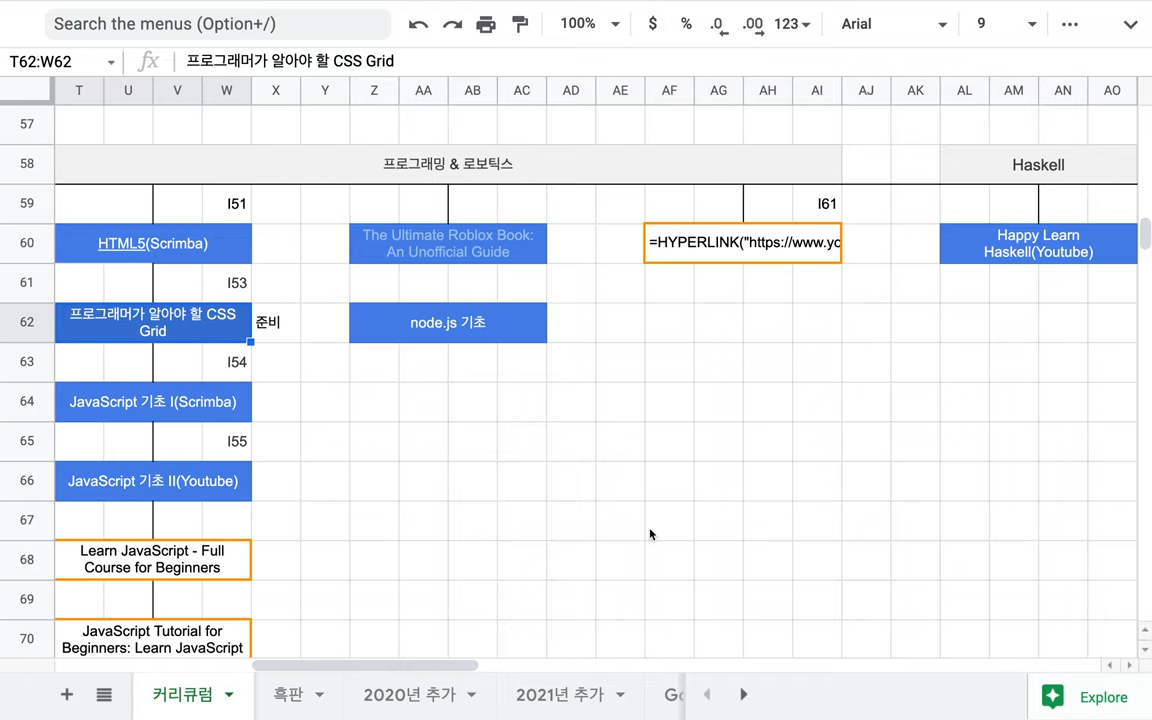 Search the menus (Option+/)
100%
$
%
.0
.00
123
Arial
9
T62:W62
fx
프로그래머가 알아야 할 CSS Grid
T U V W X Y Z AA AB AC AD AE AF AG AH AI AJ AK AL AM AN AO
57
58
프로그래밍 & 로보틱스
Haskell
59
I51
I61
60
HTML5(Scrimba)
The Ultimate Roblox Book:
An Unofficial Guide
=HYPERLINK("https://www.yo
Happy Learn
Haskell(Youtube)
61
I53
62
프로그래머가 알아야 할 CSS
Grid
준비
node.js 기초
63
I54
64
JavaScript 기초 I(Scrimba)
65
I55
66
JavaScript 기초 II(Youtube)
67
68
Learn JavaScript - Full
Course for Beginners
69
70
JavaScript Tutorial for
Beginners: Learn JavaScript
커리큐럼
흑판
2020년 추가
2021년 추가
Explore